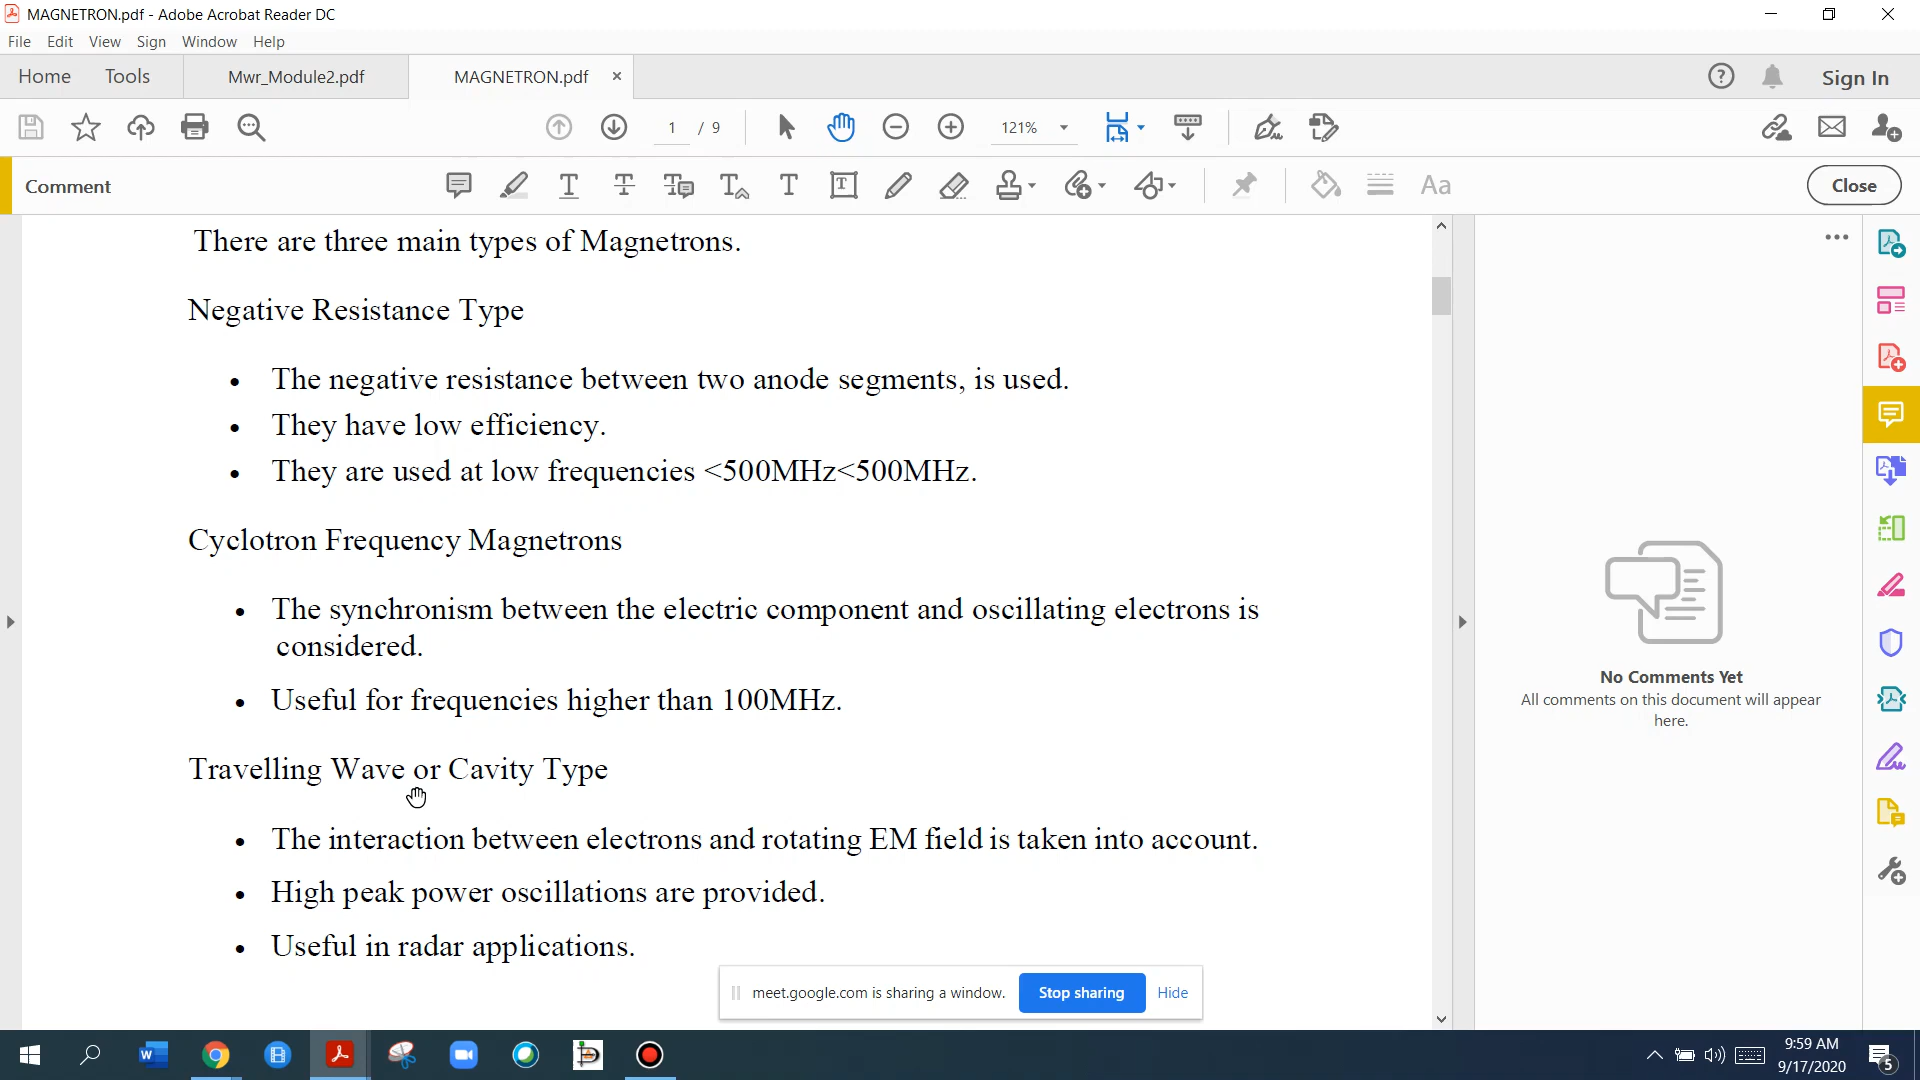 MAGNETRON.pdf - Adobe Acrobat Reader DC
File Edit View Sign Window Help
Home Tools Mwr_Module2.pdf MAGNETRON.pdf × Sign In
1 / 9 121%
Comment Close
There are three main types of Magnetrons.
Negative Resistance Type
• The negative resistance between two anode segments, is used.
• They have low efficiency.
• They are used at low frequencies <500MHz<500MHz.
Cyclotron Frequency Magnetrons
• The synchronism between the electric component and oscillating electrons is
considered.
• Useful for frequencies higher than 100MHz.
Travelling Wave or Cavity Type
• The interaction between electrons and rotating EM field is taken into account.
• High peak power oscillations are provided.
• Useful in radar applications.
No Comments Yet
All comments on this document will appear
here.
meet.google.com is sharing a window. Stop sharing Hide
9:59 AM
9/17/2020
5